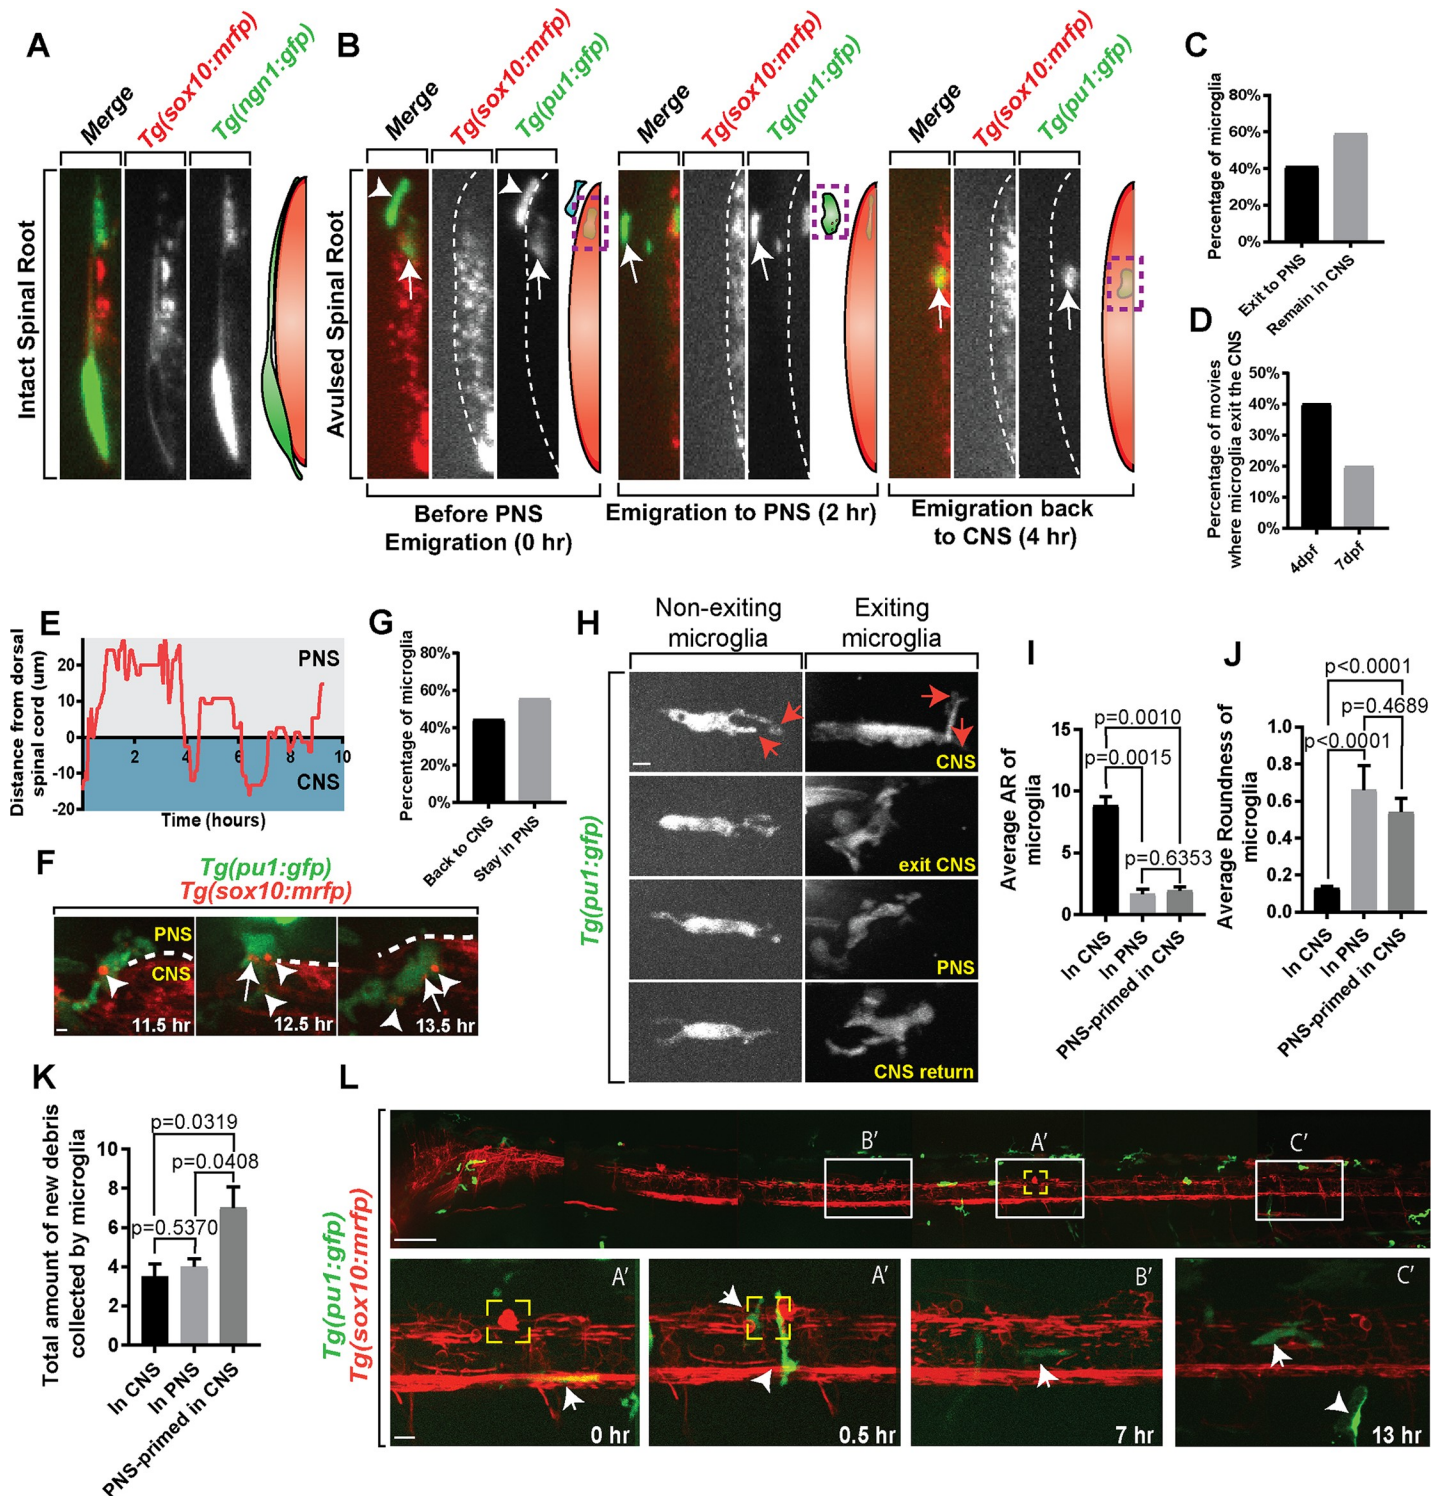 A
Merge
Tg(sox10:mrfp)
Tg(ngn1:gfp)
Intact Spinal Root
B
Merge
Tg(sox10:mrfp)
Tg(pu1:gfp)
Merge
Tg(sox10:mrfp)
Tg(pu1:gfp)
Merge
Tg(sox10:mrfp)
Tg(pu1:gfp)
Avulsed Spinal Root
Before PNS
Emigration (0 hr)
Emigration to PNS (2 hr)
Emigration back
to CNS (4 hr)
C
Percentage of microglia
80%
60%
40%
20%
0%
Exit to PNS
Remain in CNS
D
Percentage of movies
where microglia exit the CNS
50%
40%
30%
20%
10%
0%
4dpf
7dpf
E
Distance from dorsal
spinal cord (um)
20
10
0
-10
-20
2
4
6
8
10
PNS
CNS
Time (hours)
F
Tg(pu1:gfp)
Tg(sox10:mrfp)
PNS
CNS
11.5 hr
12.5 hr
13.5 hr
G
Percentage of microglia
80%
60%
40%
20%
0%
Back to CNS
Stay in PNS
H
Non-exiting
microglia
Exiting
microglia
Tg(pu1:gfp)
CNS
exit CNS
PNS
CNS return
I
Average AR of
microglia
15
10
5
0
p=0.0010
p=0.0015
p=0.6353
In CNS
In PNS
PNS-primed in CNS
J
Average Roundness of
microglia
1.0
0.8
0.6
0.4
0.2
0.0
p<0.0001
p=0.4689
p<0.0001
In CNS
In PNS
PNS-primed in CNS
K
Total amount of new debris
collected by microglia
10
8
6
4
2
0
p=0.0319
p=0.0408
p=0.5370
In CNS
In PNS
PNS-primed in CNS
L
Tg(pu1:gfp)
Tg(sox10:mrfp)
B′
A′
C′
A′
0 hr
A′
0.5 hr
B′
7 hr
C′
13 hr